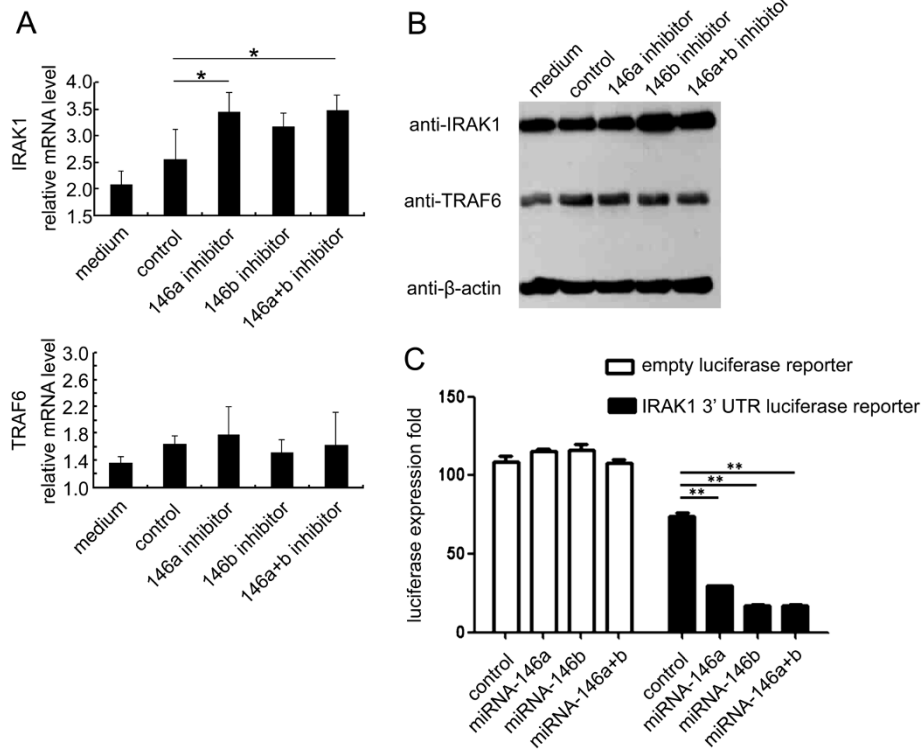 A
IRAK1
relative mRNA level
4.0
3.5
3.0
2.5
2.0
1.5
*
*
medium
control
146a inhibitor
146b inhibitor
146a+b inhibitor
TRAF6
relative mRNA level
3.0
2.6
2.2
1.8
1.4
1.0
medium
control
146a inhibitor
146b inhibitor
146a+b inhibitor
B
medium
control
146a inhibitor
146b inhibitor
146a+b inhibitor
anti-IRAK1
anti-TRAF6
anti-β-actin
C
empty luciferase reporter
IRAK1 3' UTR luciferase reporter
luciferase expression fold
150
100
50
0
**
**
**
control
miRNA-146a
miRNA-146b
miRNA-146a+b
control
miRNA-146a
miRNA-146b
miRNA-146a+b